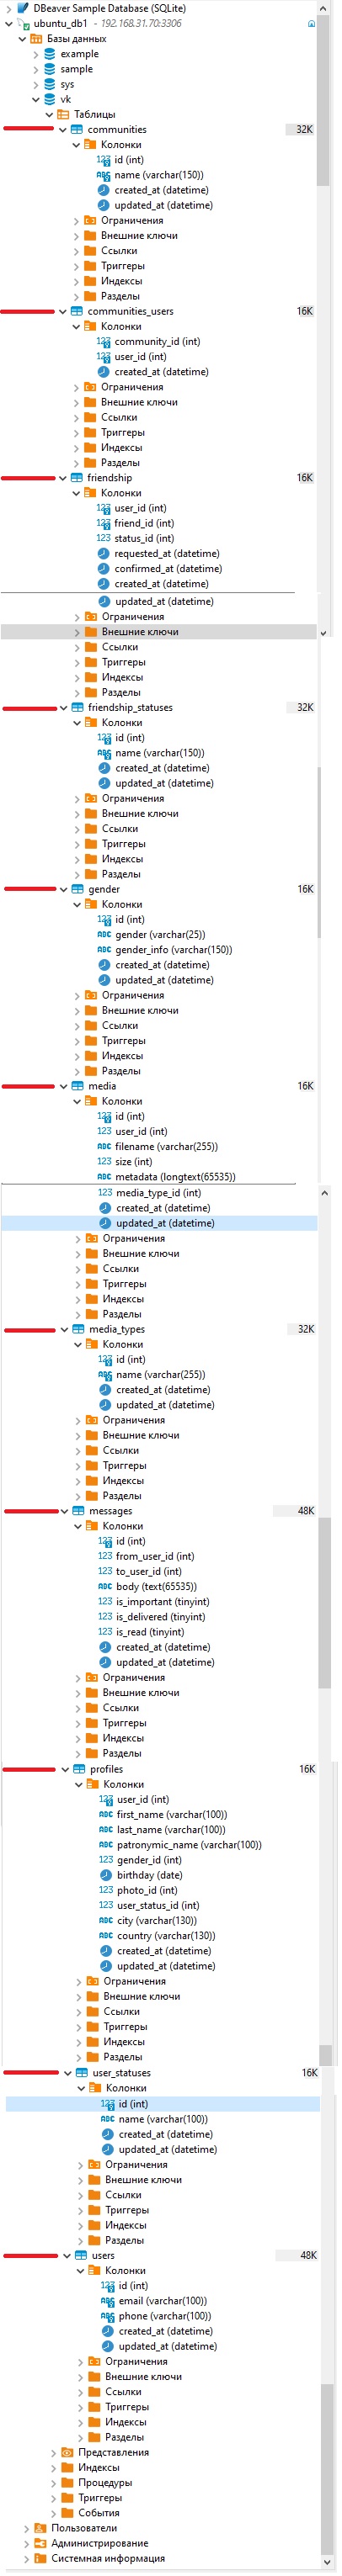 DBeaver Sample Database (SQLite)
ubuntu_db1 - 192.168.31.70:3306
Базы данных
example
sample
sys
vk
Таблицы
communities 32K
Колонки
123 id (int)
ABC name (varchar(150))
created_at (datetime)
updated_at (datetime)
Ограничения
Внешние ключи
Ссылки
Триггеры
Индексы
Разделы
communities_users 16K
Колонки
123 community_id (int)
123 user_id (int)
created_at (datetime)
Ограничения
Внешние ключи
Ссылки
Триггеры
Индексы
Разделы
friendship 16K
Колонки
123 user_id (int)
123 friend_id (int)
123 status_id (int)
requested_at (datetime)
confirmed_at (datetime)
created_at (datetime)
updated_at (datetime)
Ограничения
Внешние ключи
Ссылки
Триггеры
Индексы
Разделы
friendship_statuses 32K
Колонки
123 id (int)
ABC name (varchar(150))
created_at (datetime)
updated_at (datetime)
Ограничения
Внешние ключи
Ссылки
Триггеры
Индексы
Разделы
gender 16K
Колонки
123 id (int)
ABC gender (varchar(25))
ABC gender_info (varchar(150))
created_at (datetime)
updated_at (datetime)
Ограничения
Внешние ключи
Ссылки
Триггеры
Индексы
Разделы
media 16K
Колонки
123 id (int)
123 user_id (int)
ABC filename (varchar(255))
123 size (int)
ABC metadata (longtext(65535))
123 media_type_id (int)
created_at (datetime)
updated_at (datetime)
Ограничения
Внешние ключи
Ссылки
Триггеры
Индексы
Разделы
media_types 32K
Колонки
123 id (int)
ABC name (varchar(255))
created_at (datetime)
updated_at (datetime)
Ограничения
Внешние ключи
Ссылки
Триггеры
Индексы
Разделы
messages 48K
Колонки
123 id (int)
123 from_user_id (int)
123 to_user_id (int)
ABC body (text(65535))
123 is_important (tinyint)
123 is_delivered (tinyint)
123 is_read (tinyint)
created_at (datetime)
updated_at (datetime)
Ограничения
Внешние ключи
Ссылки
Триггеры
Индексы
Разделы
profiles 16K
Колонки
123 user_id (int)
ABC first_name (varchar(100))
ABC last_name (varchar(100))
ABC patronymic_name (varchar(100))
123 gender_id (int)
birthday (date)
123 photo_id (int)
123 user_status_id (int)
ABC city (varchar(130))
ABC country (varchar(130))
created_at (datetime)
updated_at (datetime)
Ограничения
Внешние ключи
Ссылки
Триггеры
Индексы
Разделы
user_statuses 16K
Колонки
123 id (int)
ABC name (varchar(100))
created_at (datetime)
updated_at (datetime)
Ограничения
Внешние ключи
Ссылки
Триггеры
Индексы
Разделы
users 48K
Колонки
123 id (int)
ABC email (varchar(100))
ABC phone (varchar(100))
created_at (datetime)
updated_at (datetime)
Ограничения
Внешние ключи
Ссылки
Триггеры
Индексы
Разделы
Представления
Индексы
Процедуры
Триггеры
События
Пользователи
Администрирование
Системная информация